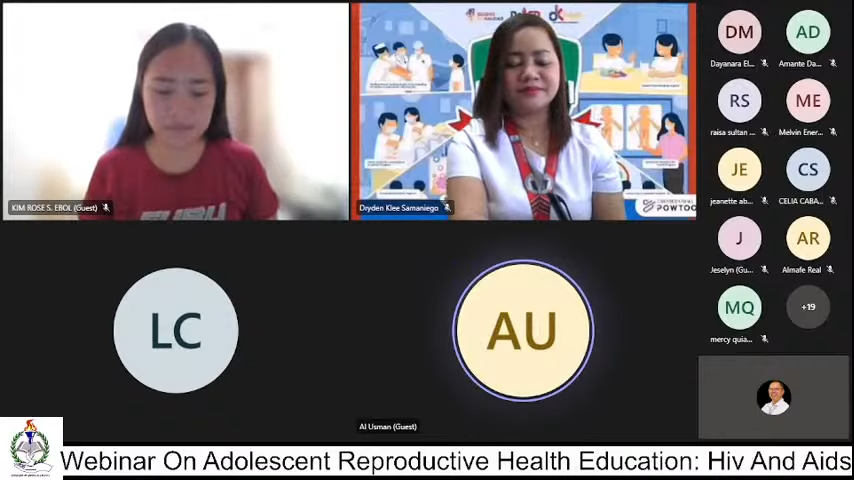 KIM ROSE S. EBOL (Guest)
Dryden Klee Samaniego
POWTOON
DM
AD
Dayanara El...
Amante Da...
RS
ME
raisa sultan ...
Melvin Ener...
JE
CS
jeanette ab...
CELIA CABA...
J
AR
Jeselyn (Gu...
Almafe Real
MQ
+19
mercy quia...
LC
AU
Al Usman (Guest)
Webinar On Adolescent Reproductive Health Education: Hiv And Aids